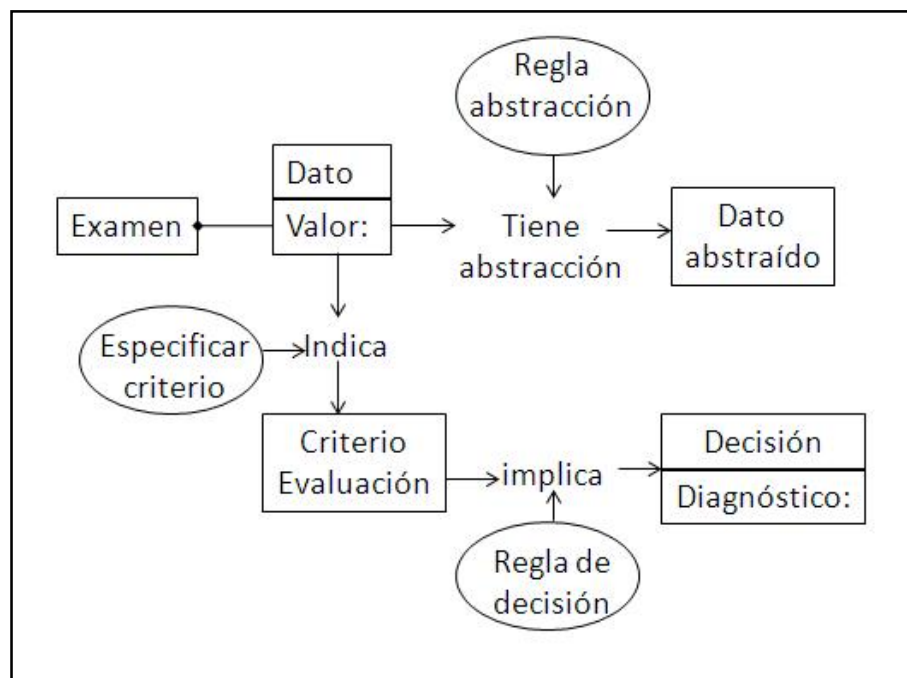 Regla
abstracción
Dato
Examen
Valor:
Tiene
abstracción
Dato
abstraído
Especificar
criterio
Indica
Criterio
Evaluación
implica
Decisión
Diagnóstico:
Regla de
decisión